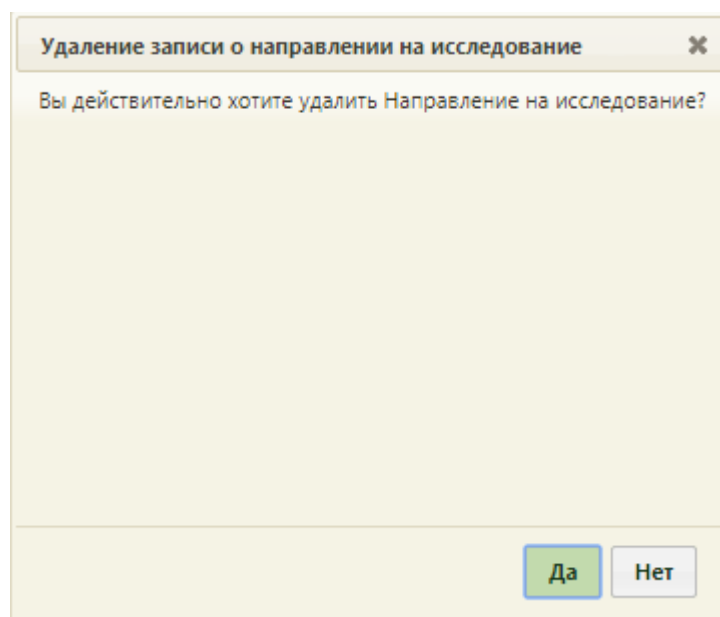 Удаление записи о направлении на исследование
Вы действительно хотите удалить Направление на исследование?
Да Нет